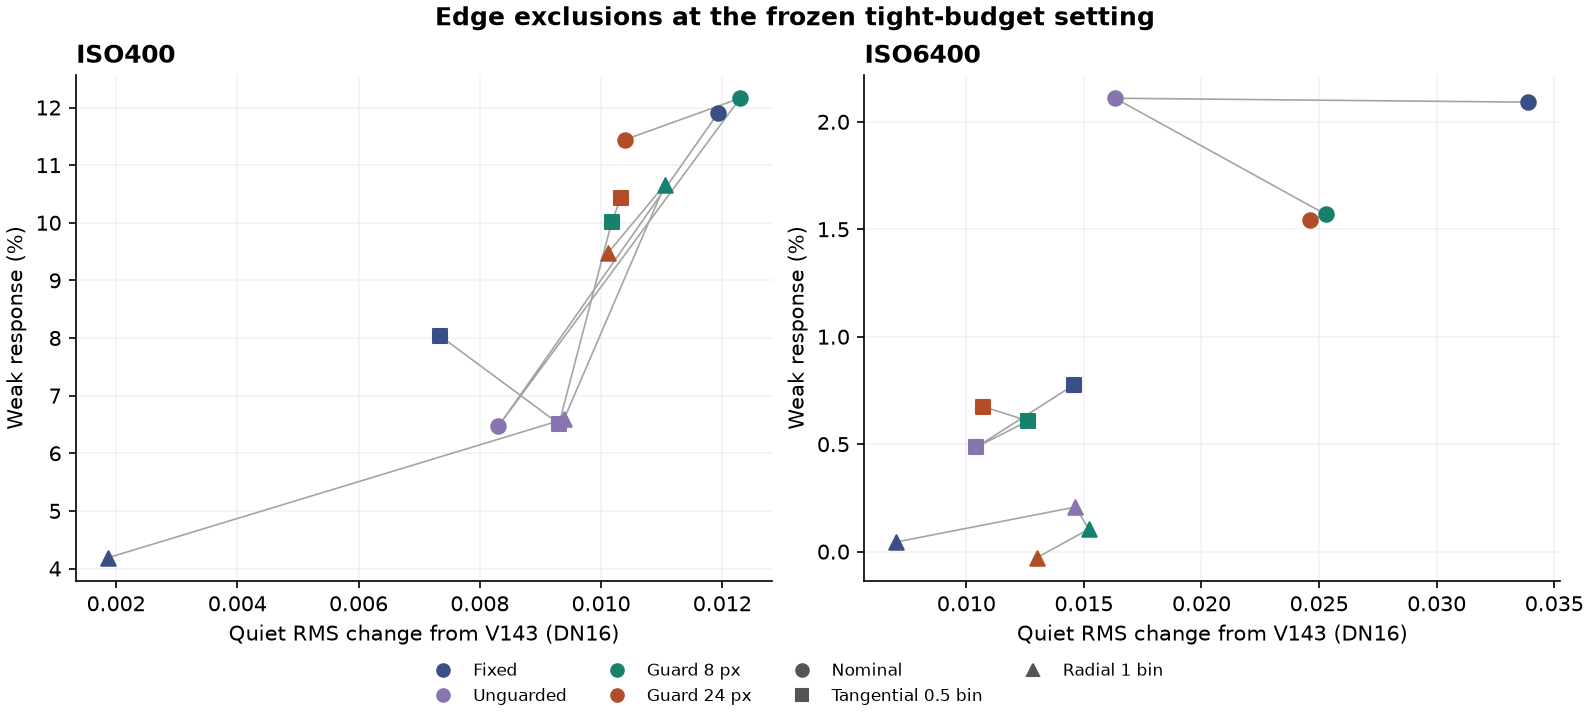 Edge exclusions at the frozen tight-budget setting
ISO400
Weak response (%)
12
11
10
9
8
7
6
5
4
0.002 0.004 0.006 0.008 0.010 0.012
Quiet RMS change from V143 (DN16)
ISO6400
Weak response (%)
2.0
1.5
1.0
0.5
0.0
0.010 0.015 0.020 0.025 0.030 0.035
Quiet RMS change from V143 (DN16)
Fixed Guard 8 px Nominal Radial 1 bin
Unguarded Guard 24 px Tangential 0.5 bin